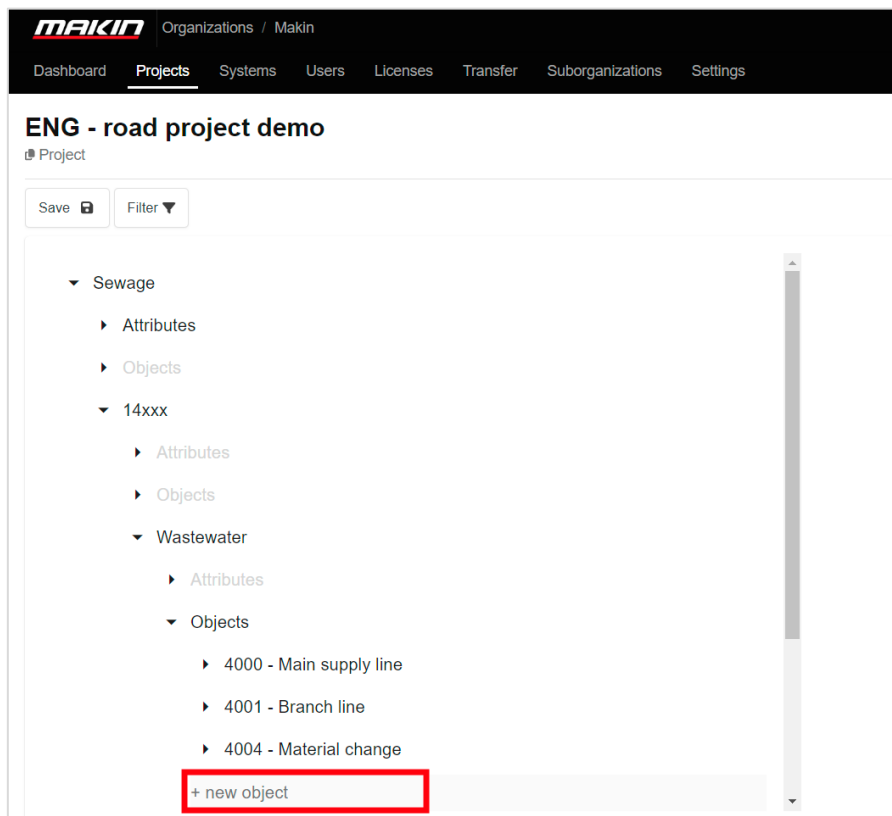 MAKIN Organizations / Makin
Dashboard Projects Systems Users Licenses Transfer Suborganizations Settings
ENG - road project demo
Project
Save Filter
Sewage
Attributes
Objects
14xxx
Attributes
Objects
Wastewater
Attributes
Objects
4000 - Main supply line
4001 - Branch line
4004 - Material change
+ new object